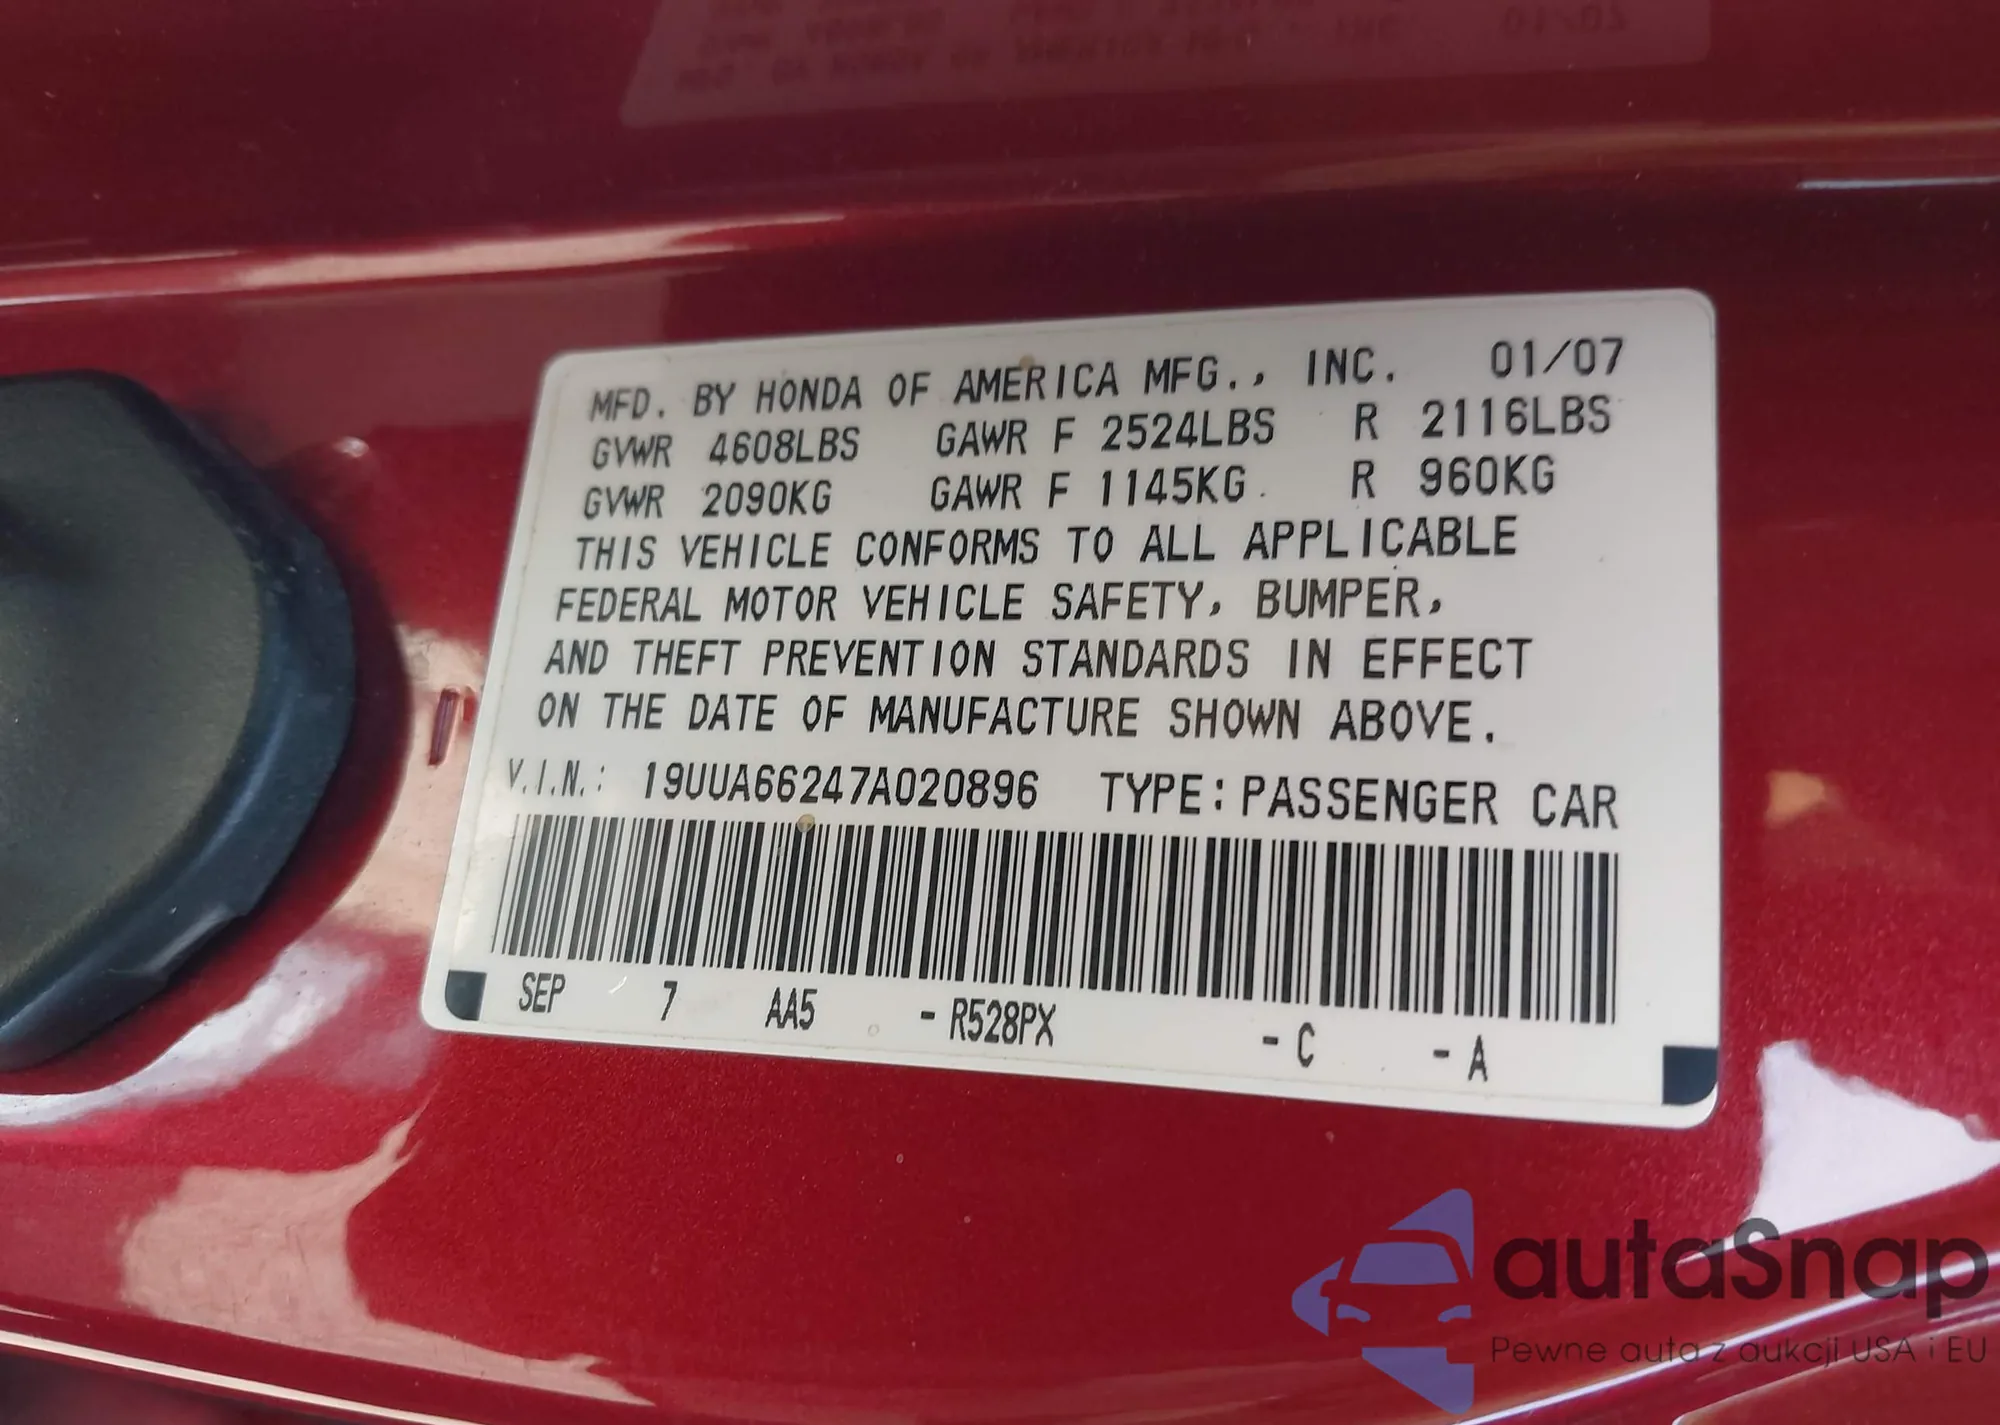 MFD. BY HONDA OF AMERICA MFG., INC. 01/07
GVWR 4608LBS GAWR F 2524LBS R 2116LBS
GVWR 2090KG GAWR F 1145KG R 960KG
THIS VEHICLE CONFORMS TO ALL APPLICABLE
FEDERAL MOTOR VEHICLE SAFETY, BUMPER,
AND THEFT PREVENTION STANDARDS IN EFFECT
ON THE DATE OF MANUFACTURE SHOWN ABOVE.
V.I.N.: 19UUA66247A020896 TYPE: PASSENGER CAR
SEP 7 AA5 - R528PX - C - A
autoSnap
Pewne auta z aukcji USA i EU